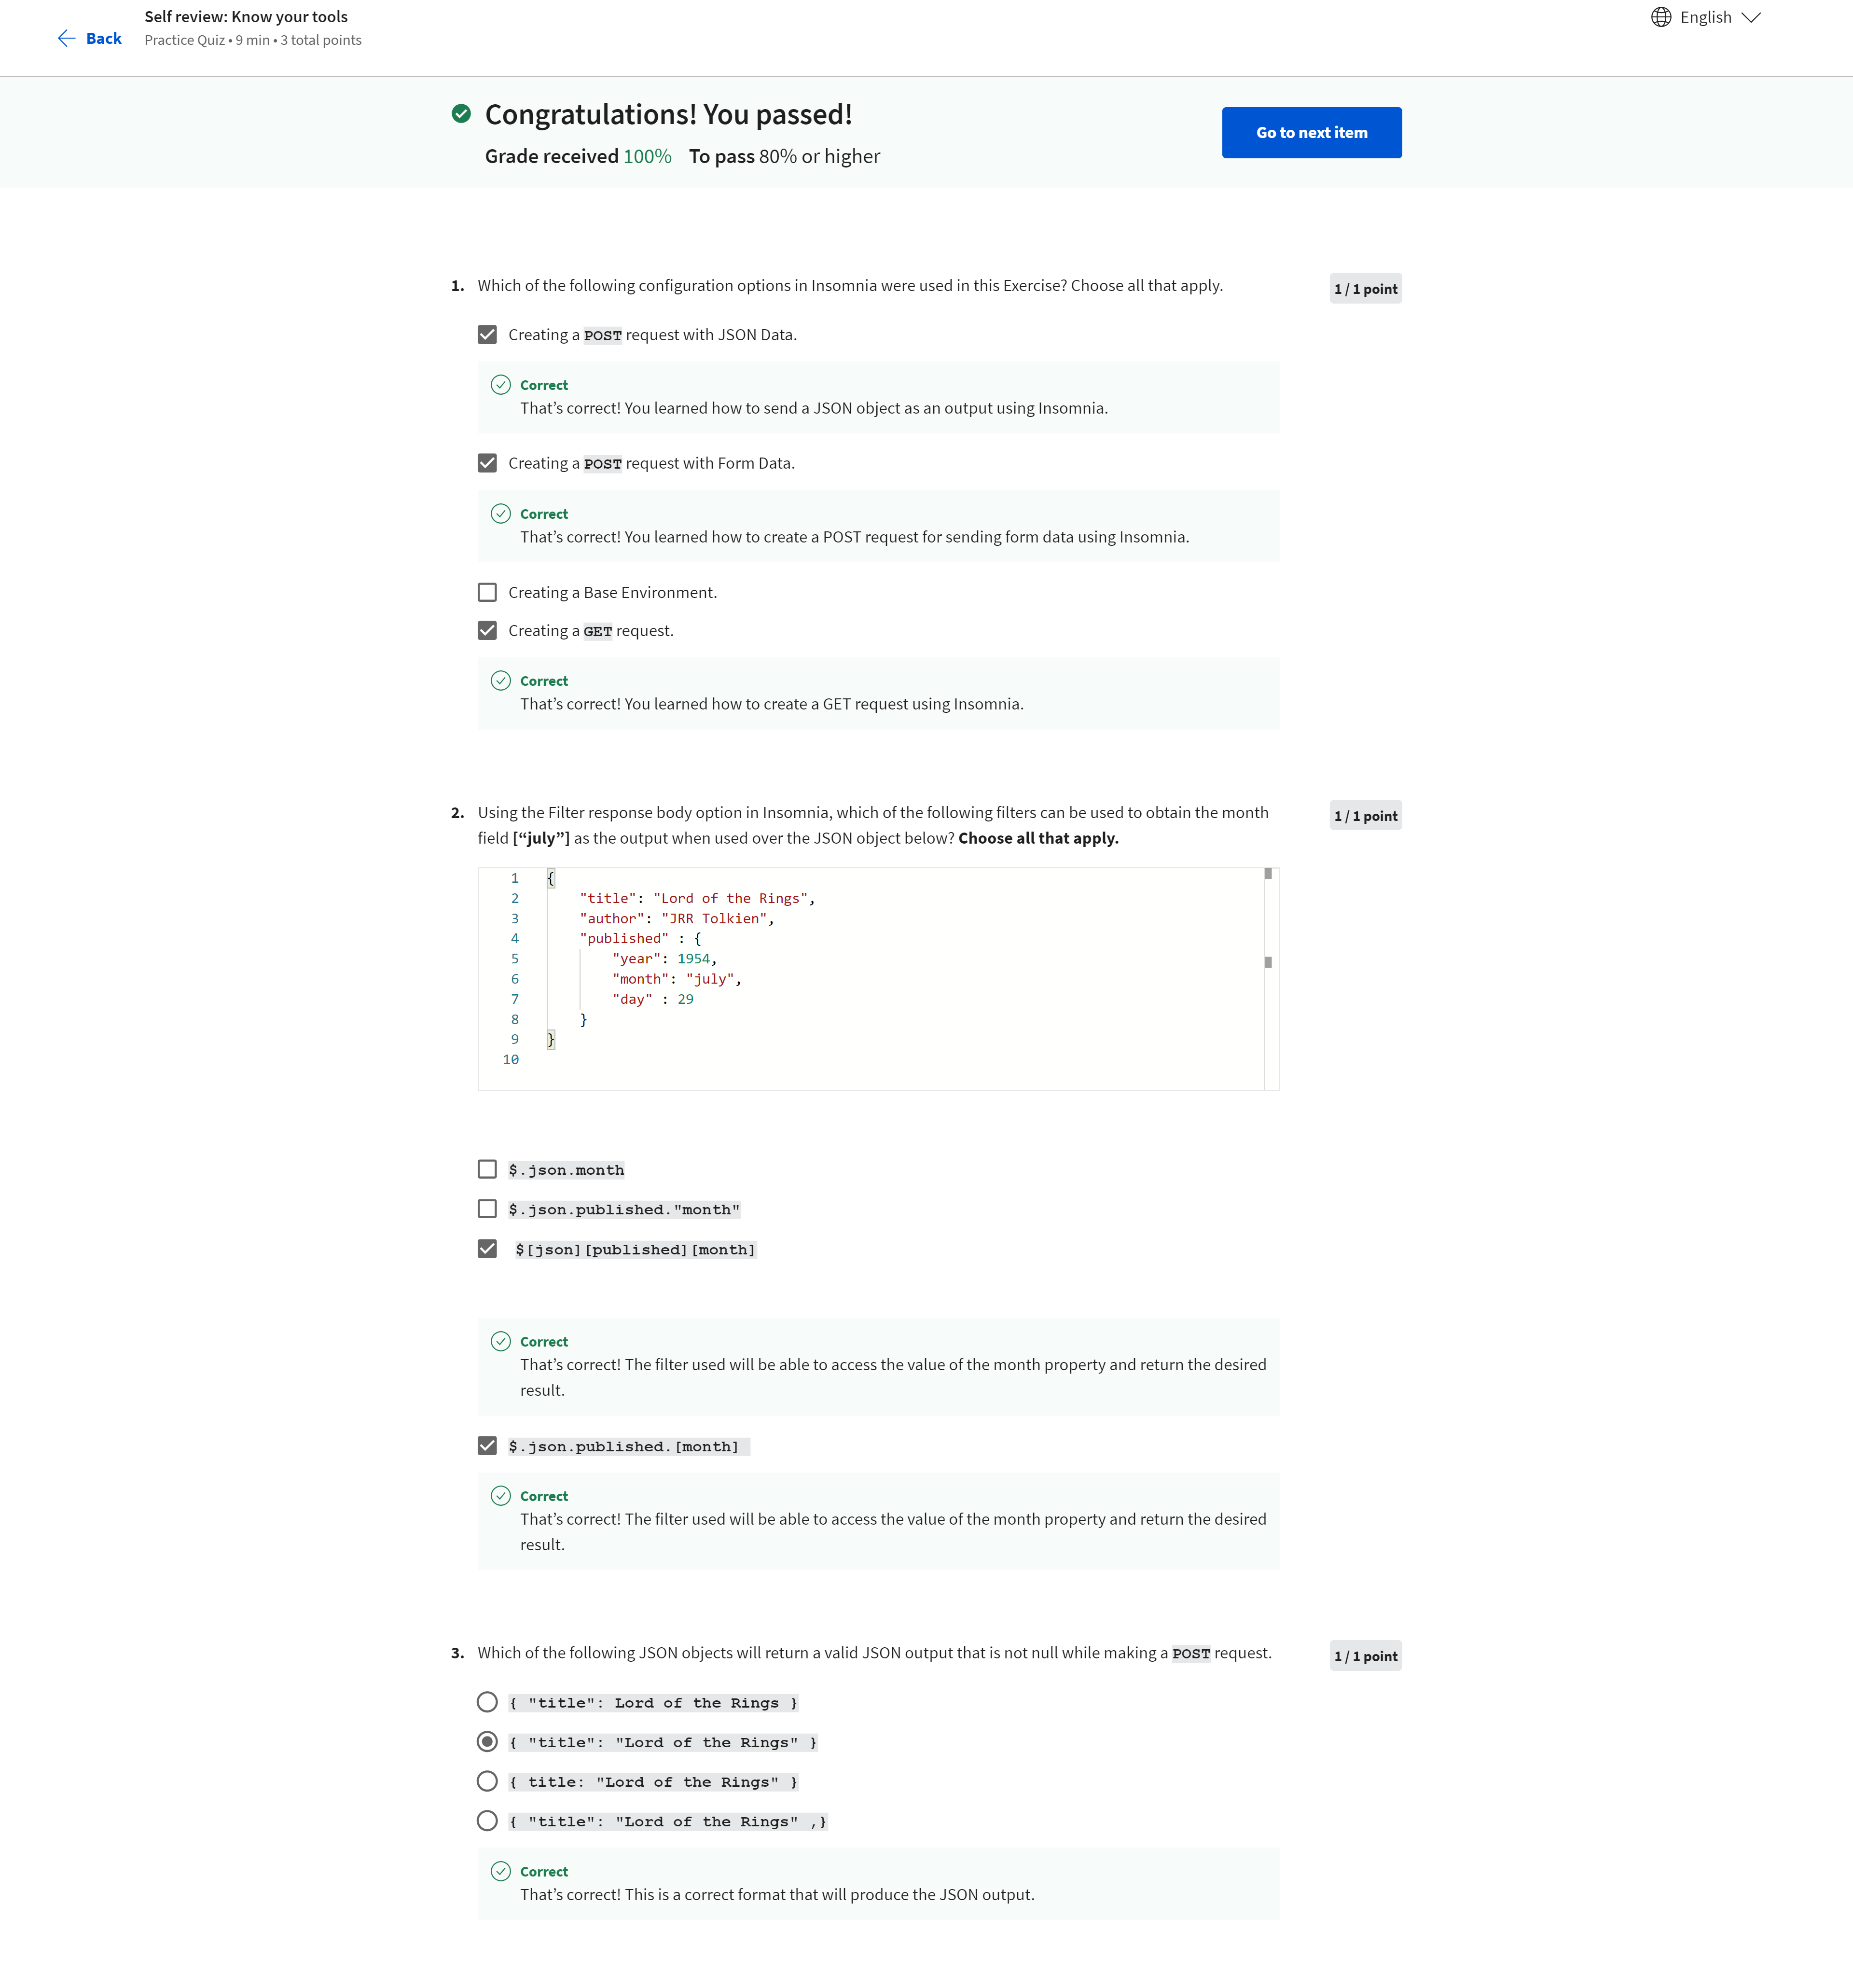 Self review: Know your tools
English
Back
Practice Quiz • 9 min • 3 total points
Congratulations! You passed!
Go to next item
Grade received 100% To pass 80% or higher
1. Which of the following configuration options in Insomnia were used in this Exercise? Choose all that apply.
1 / 1 point
Creating a POST request with JSON Data.
Correct
That’s correct! You learned how to send a JSON object as an output using Insomnia.
Creating a POST request with Form Data.
Correct
That’s correct! You learned how to create a POST request for sending form data using Insomnia.
Creating a Base Environment.
Creating a GET request.
Correct
That’s correct! You learned how to create a GET request using Insomnia.
2. Using the Filter response body option in Insomnia, which of the following filters can be used to obtain the month
field [“july”] as the output when used over the JSON object below? Choose all that apply.
1 / 1 point
1 {
2 "title": "Lord of the Rings",
3 "author": "JRR Tolkien",
4 "published" : {
5 "year": 1954,
6 "month": "july",
7 "day" : 29
8 }
9 }
10
$.json.month
$.json.published."month"
$[json][published][month]
Correct
That’s correct! The filter used will be able to access the value of the month property and return the desired
result.
$.json.published.[month]
Correct
That’s correct! The filter used will be able to access the value of the month property and return the desired
result.
3. Which of the following JSON objects will return a valid JSON output that is not null while making a POST request.
1 / 1 point
{ "title": Lord of the Rings }
{ "title": "Lord of the Rings" }
{ title: "Lord of the Rings" }
{ "title": "Lord of the Rings" ,}
Correct
That’s correct! This is a correct format that will produce the JSON output.